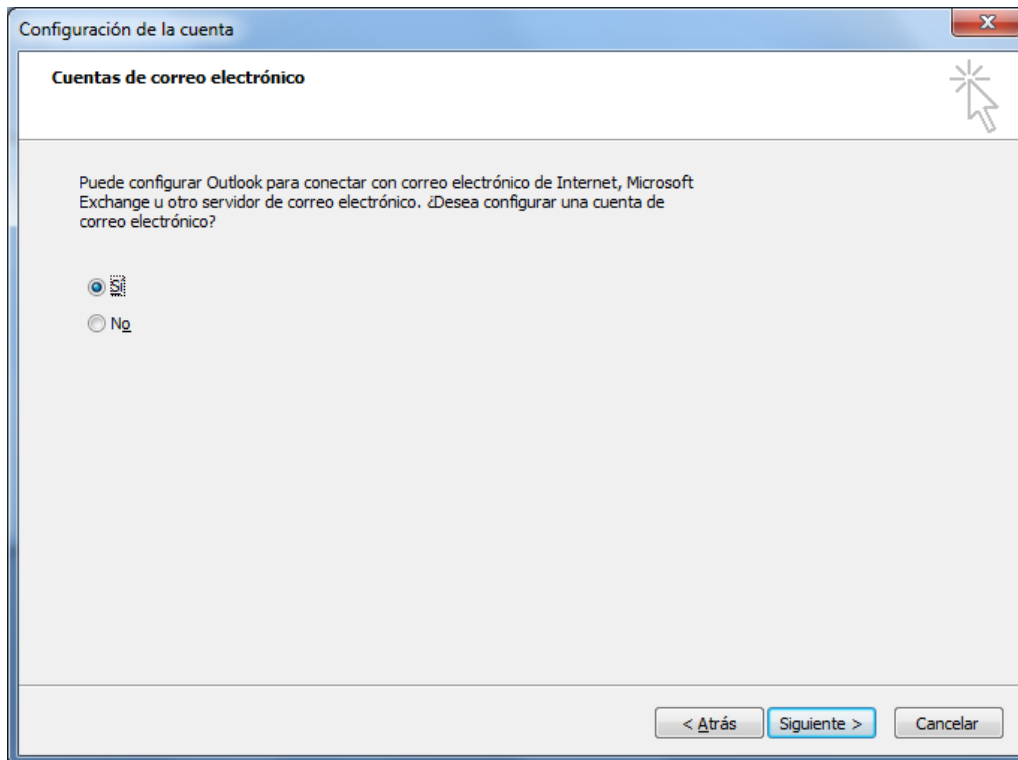 Configuración de la cuenta
Cuentas de correo electrónico
Puede configurar Outlook para conectar con correo electrónico de Internet, Microsoft
Exchange u otro servidor de correo electrónico. ¿Desea configurar una cuenta de
correo electrónico?
Sí
No
< Atrás
Siguiente >
Cancelar